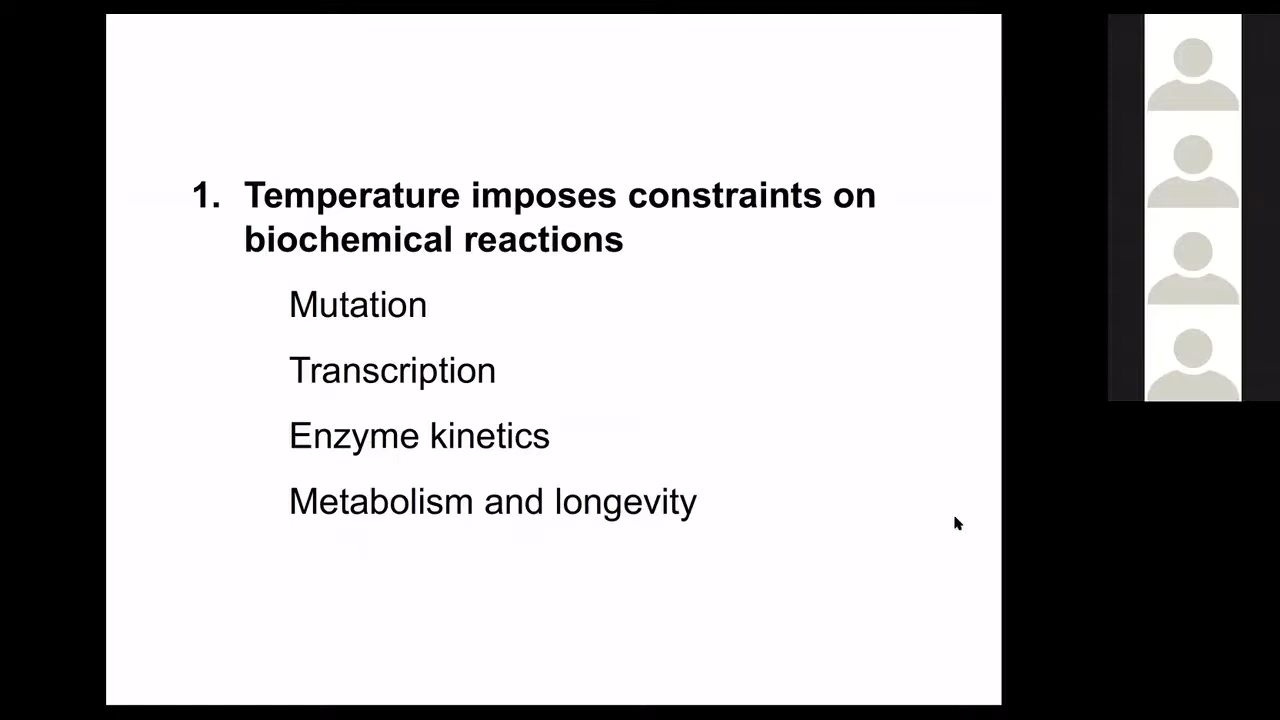 1. Temperature imposes constraints on
biochemical reactions
Mutation
Transcription
Enzyme kinetics
Metabolism and longevity